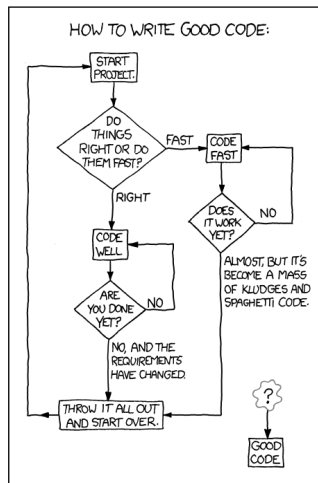 HOW TO WRITE GOOD CODE:
START
PROJECT.
DO
THINGS
RIGHT OR DO
THEM FAST?
FAST
CODE
FAST
RIGHT
DOES
IT WORK
YET?
NO
CODE
WELL
ALMOST, BUT IT'S
BECOME A MASS
OF KLUDGES AND
SPAGHETTI CODE.
ARE
YOU DONE
YET?
NO
NO, AND THE
REQUIREMENTS
HAVE CHANGED.
THROW IT ALL OUT
AND START OVER.
?
GOOD
CODE